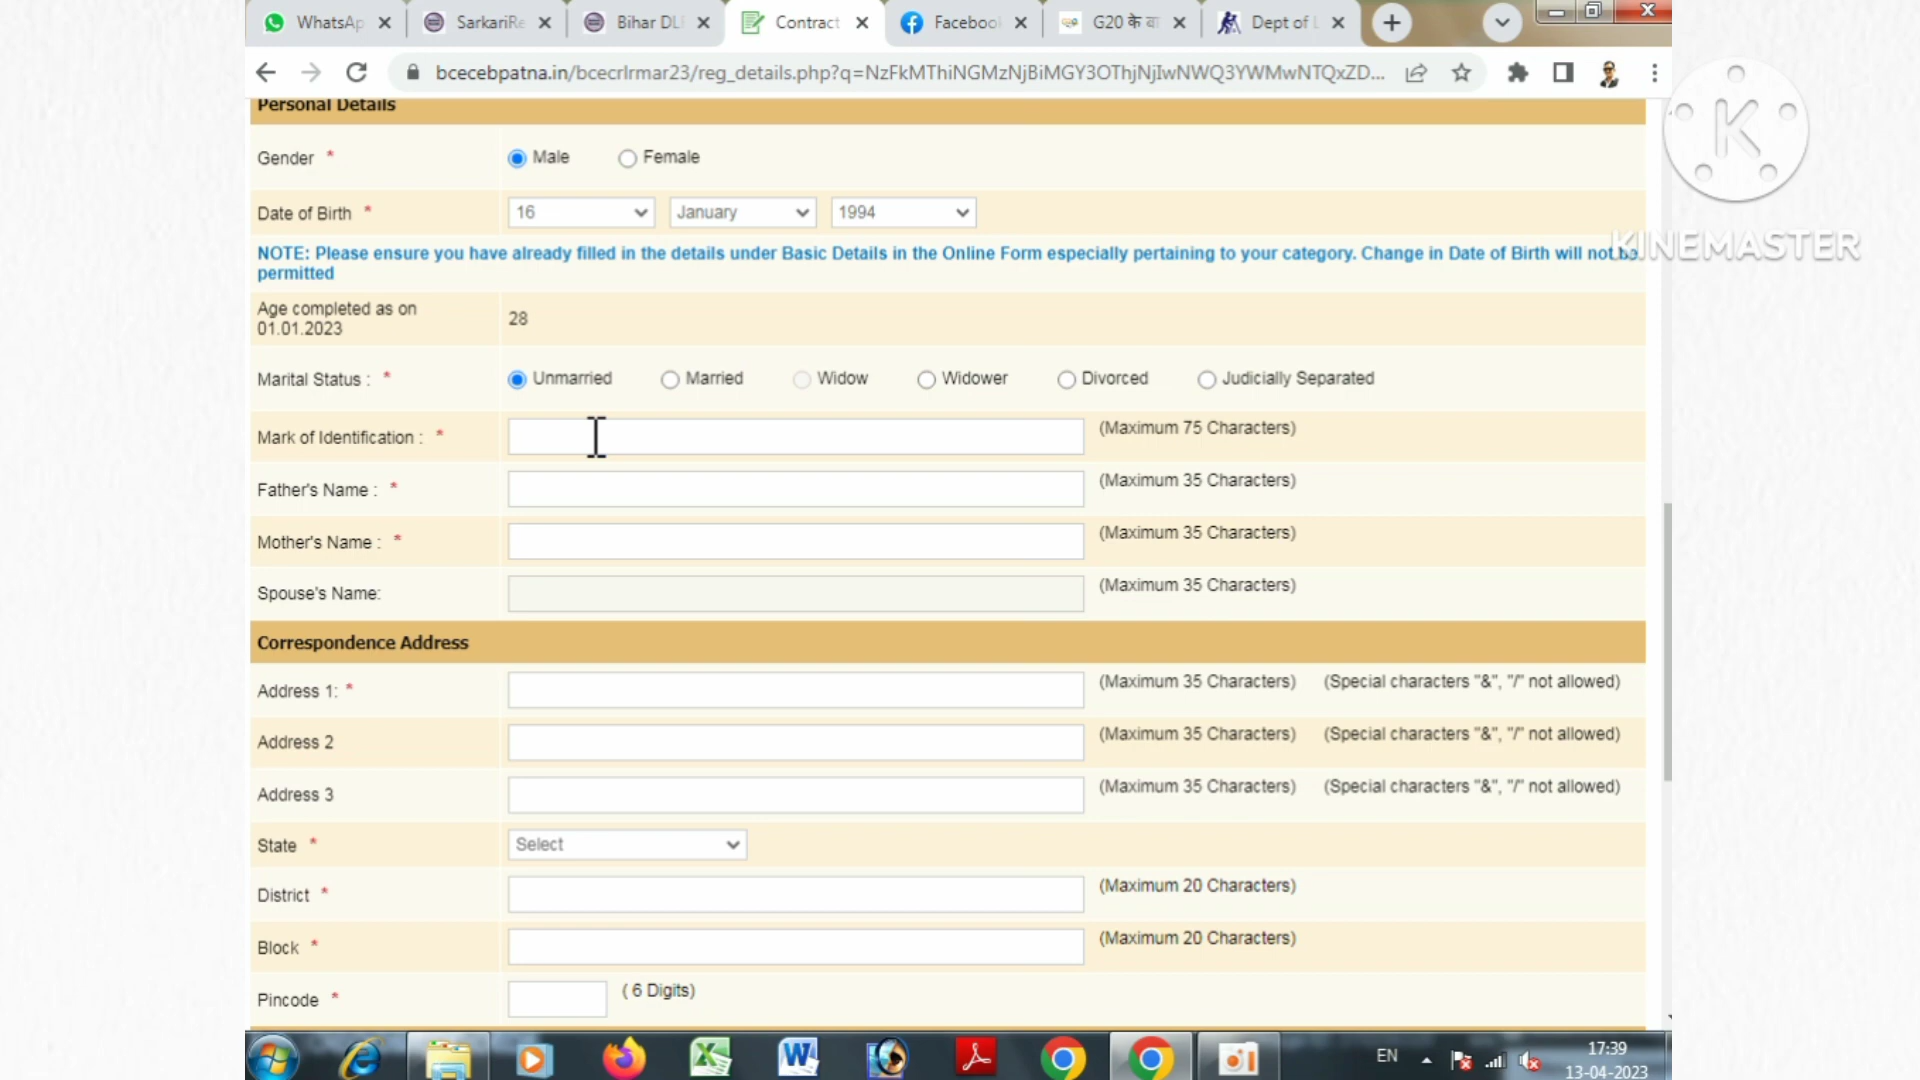 WhatsAp
SarkariRe
Bihar DLE
Contract
Facebook
G20 के वा
Dept of L
bcecebpatna.in/bcecrlrmar23/reg_details.php?q=NzFkMThiNGMzNjBiMGY3OThjNjIwNWQ3YWMwNTQxZD...
K
KINEMASTER
Personal Details
Gender * Male Female
Date of Birth * 16 January 1994
NOTE: Please ensure you have already filled in the details under Basic Details in the Online Form especially pertaining to your category. Change in Date of Birth will not be
permitted
Age completed as on
01.01.2023
28
Marital Status : * Unmarried Married Widow Widower Divorced Judicially Separated
Mark of Identification : * (Maximum 75 Characters)
Father's Name : * (Maximum 35 Characters)
Mother's Name : * (Maximum 35 Characters)
Spouse's Name: (Maximum 35 Characters)
Correspondence Address
Address 1: * (Maximum 35 Characters) (Special characters "&", "/" not allowed)
Address 2 (Maximum 35 Characters) (Special characters "&", "/" not allowed)
Address 3 (Maximum 35 Characters) (Special characters "&", "/" not allowed)
State * Select
District * (Maximum 20 Characters)
Block * (Maximum 20 Characters)
Pincode * ( 6 Digits)
EN
17:39
13-04-2023